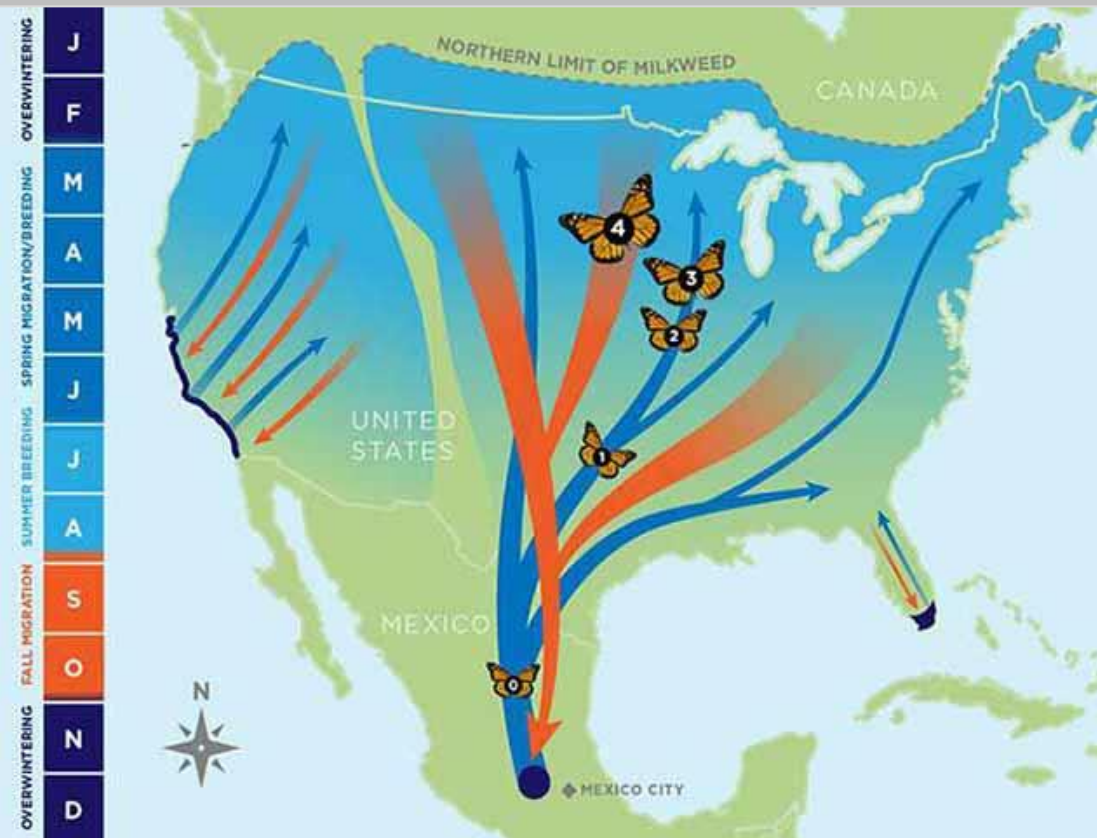 OVERWINTERING
SPRING MIGRATION/BREEDING
SUMMER BREEDING
FALL MIGRATION
OVERWINTERING
J
F
M
A
M
J
J
A
S
O
N
D
NORTHERN LIMIT OF MILKWEED
CANADA
4
3
2
UNITED
STATES
1
MEXICO
0
N
MEXICO CITY